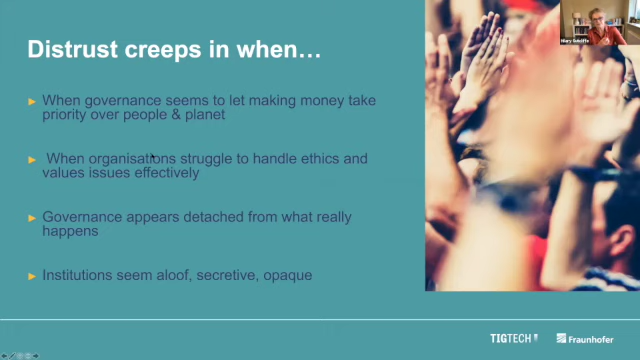 Distrust creeps in when...
► When governance seems to let making money take
priority over people & planet
► When organisations struggle to handle ethics and
values issues effectively
► Governance appears detached from what really
happens
► Institutions seem aloof, secretive, opaque
TIGTECH
Fraunhofer
Hilary Sutcliffe